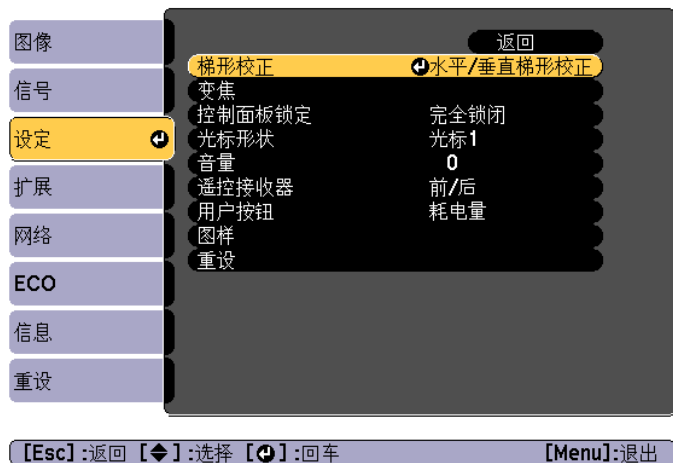 图像
信号
设定
扩展
网络
ECO
信息
重设
返回
梯形校正 水平/垂直梯形校正
变焦
控制面板锁定 完全锁闭
光标形状 光标1
音量 0
遥控接收器 前/后
用户按钮 耗电量
图样
重设
[Esc] :返回 [◆] :选择 [⏎] :回车 [Menu] :退出